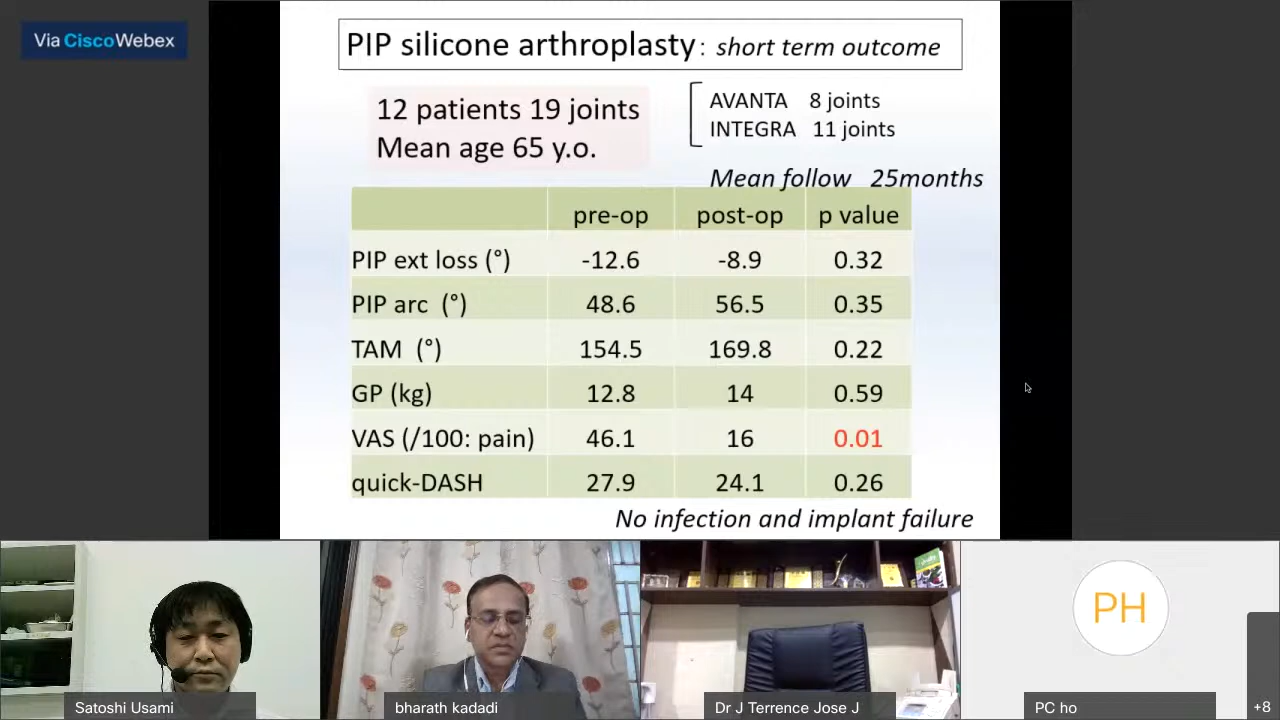 Via Cisco Webex
PIP silicone arthroplasty: short term outcome
12 patients 19 joints
Mean age 65 y.o.
AVANTA 8 joints
INTEGRA 11 joints
Mean follow 25months
pre-op post-op p value
PIP ext loss (°) -12.6 -8.9 0.32
PIP arc (°) 48.6 56.5 0.35
TAM (°) 154.5 169.8 0.22
GP (kg) 12.8 14 0.59
VAS (/100: pain) 46.1 16 0.01
quick-DASH 27.9 24.1 0.26
No infection and implant failure
PH
Satoshi Usami
bharath kadadi
Dr J Terrence Jose J
PC ho
+8